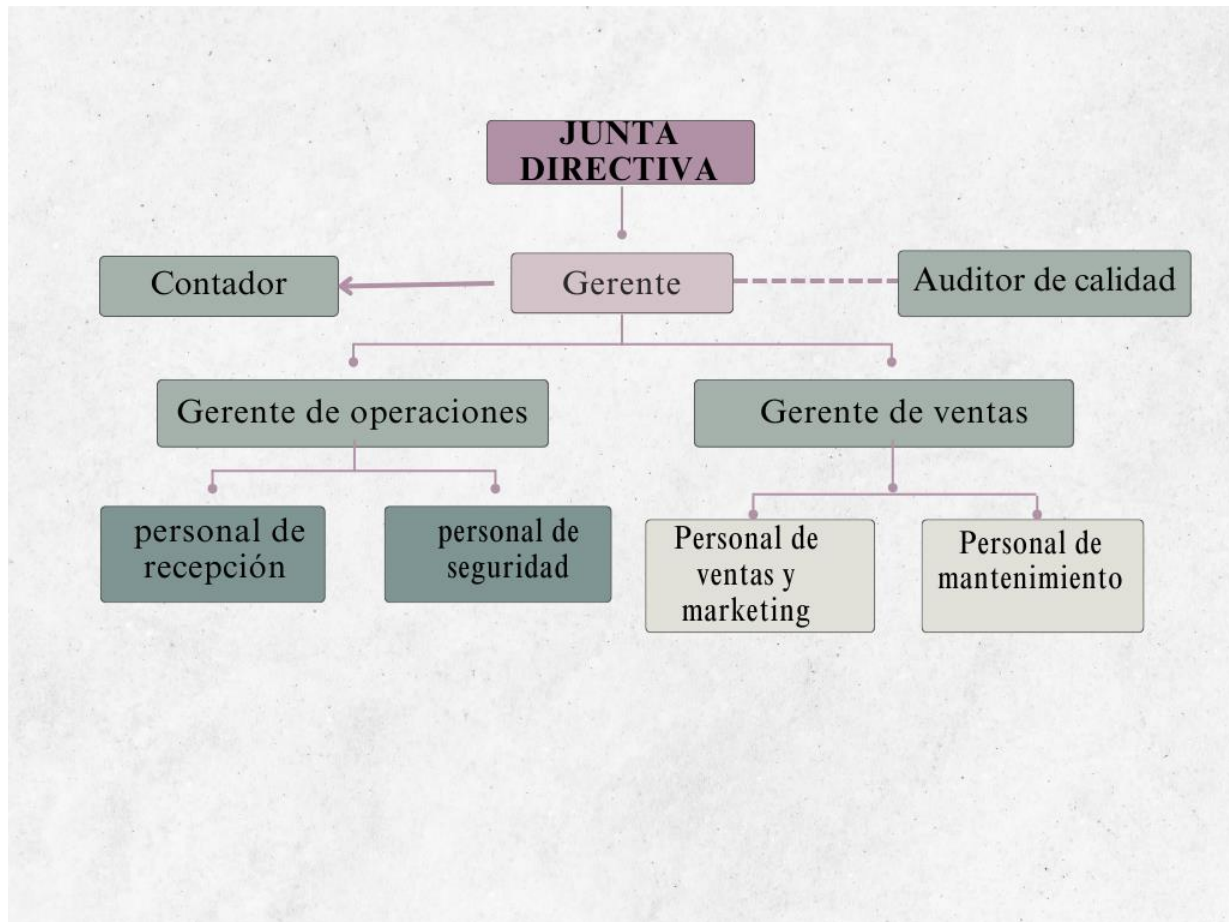 JUNTA
DIRECTIVA
Contador
Gerente
Auditor de calidad
Gerente de operaciones
Gerente de ventas
personal de
recepción
personal de
seguridad
Personal de
ventas y
marketing
Personal de
mantenimiento